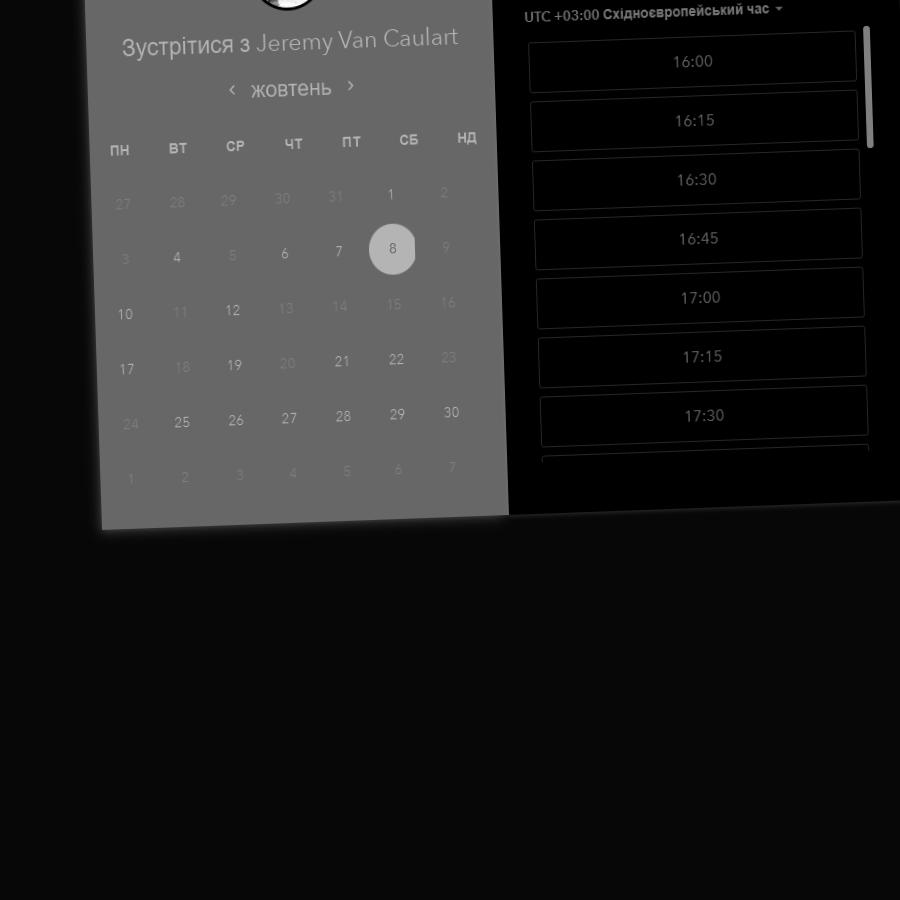 Зустрітися з Jeremy Van Caulart
жовтень
ПН ВТ СР ЧТ ПТ СБ НД
27 28 29 30 31 1 2
3 4 5 6 7 8 9
10 11 12 13 14 15 16
17 18 19 20 21 22 23
24 25 26 27 28 29 30
1 2 3 4 5 6 7
UTC +03:00 Східноєвропейський час
16:00
16:15
16:30
16:45
17:00
17:15
17:30